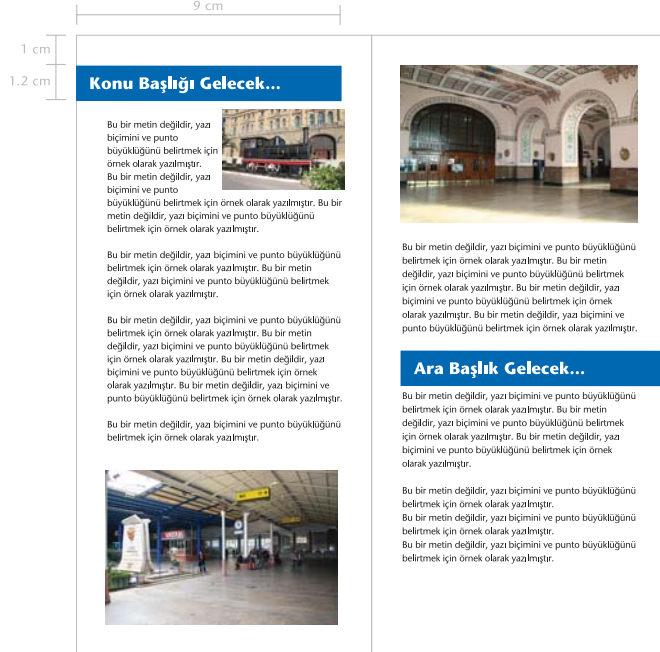 9 cm
1 cm
1.2 cm
Konu Başlığı Gelecek...
Bu bir metin değildir, yazı
biçimini ve punto
büyüklüğünü belirtmek için
örnek olarak yazılmıştır.
Bu bir metin değildir, yazı
biçimini ve punto
büyüklüğünü belirtmek için örnek olarak yazılmıştır. Bu bir
metin değildir, yazı biçimini ve punto büyüklüğünü
belirtmek için örnek olarak yazılmıştır.
Bu bir metin değildir, yazı biçimini ve punto büyüklüğünü
belirtmek için örnek olarak yazılmıştır. Bu bir metin
değildir, yazı biçimini ve punto büyüklüğünü belirtmek
için örnek olarak yazılmıştır.
Bu bir metin değildir, yazı biçimini ve punto büyüklüğünü
belirtmek için örnek olarak yazılmıştır. Bu bir metin
değildir, yazı biçimini ve punto büyüklüğünü belirtmek
için örnek olarak yazılmıştır. Bu bir metin değildir, yazı
biçimini ve punto büyüklüğünü belirtmek için örnek
olarak yazılmıştır. Bu bir metin değildir, yazı biçimini ve
punto büyüklüğünü belirtmek için örnek olarak yazılmıştır.
Bu bir metin değildir, yazı biçimini ve punto büyüklüğünü
belirtmek için örnek olarak yazılmıştır.
Bu bir metin değildir, yazı biçimini ve punto büyüklüğünü
belirtmek için örnek olarak yazılmıştır. Bu bir metin
değildir, yazı biçimini ve punto büyüklüğünü belirtmek
için örnek olarak yazılmıştır. Bu bir metin değildir, yazı
biçimini ve punto büyüklüğünü belirtmek için örnek
olarak yazılmıştır. Bu bir metin değildir, yazı biçimini ve
punto büyüklüğünü belirtmek için örnek olarak yazılmıştır.
Ara Başlık Gelecek...
Bu bir metin değildir, yazı biçimini ve punto büyüklüğünü
belirtmek için örnek olarak yazılmıştır. Bu bir metin
değildir, yazı biçimini ve punto büyüklüğünü belirtmek
için örnek olarak yazılmıştır. Bu bir metin değildir, yazı
biçimini ve punto büyüklüğünü belirtmek için örnek
olarak yazılmıştır.
Bu bir metin değildir, yazı biçimini ve punto büyüklüğünü
belirtmek için örnek olarak yazılmıştır.
Bu bir metin değildir, yazı biçimini ve punto büyüklüğünü
belirtmek için örnek olarak yazılmıştır.
Bu bir metin değildir, yazı biçimini ve punto büyüklüğünü
belirtmek için örnek olarak yazılmıştır.